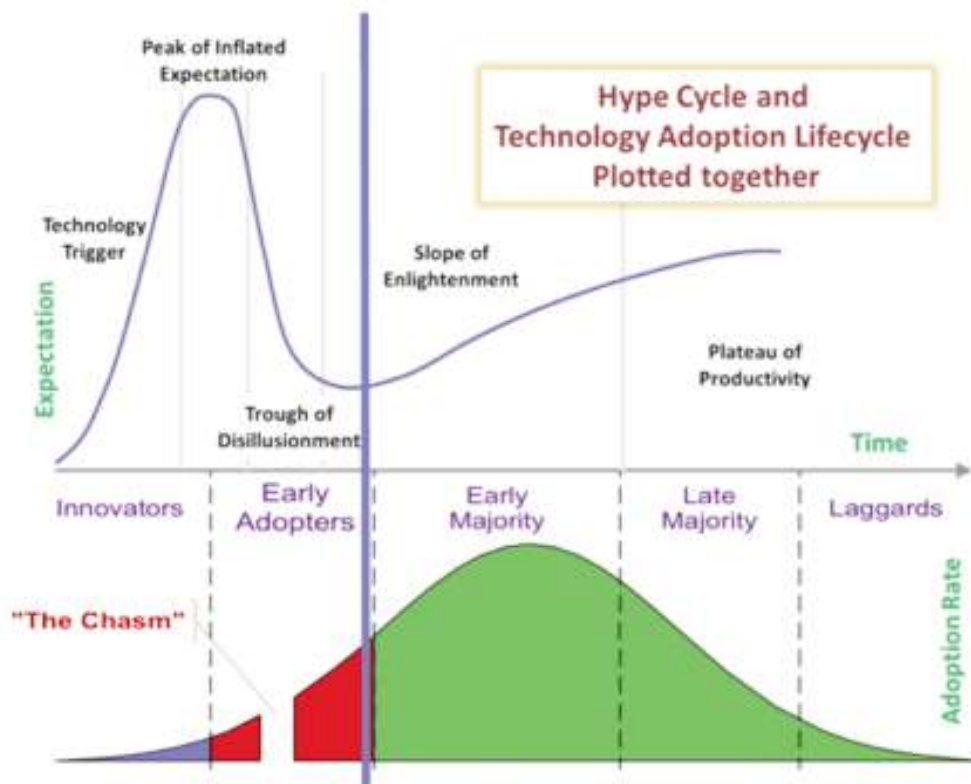 Peak of Inflated
Expectation
Hype Cycle and
Technology Adoption Lifecycle
Plotted together
Technology
Trigger
Slope of
Enlightenment
Expectation
Plateau of
Productivity
Trough of
Disillusionment
Time
Innovators
Early
Adopters
Early
Majority
Late
Majority
Laggards
"The Chasm"
Adoption Rate